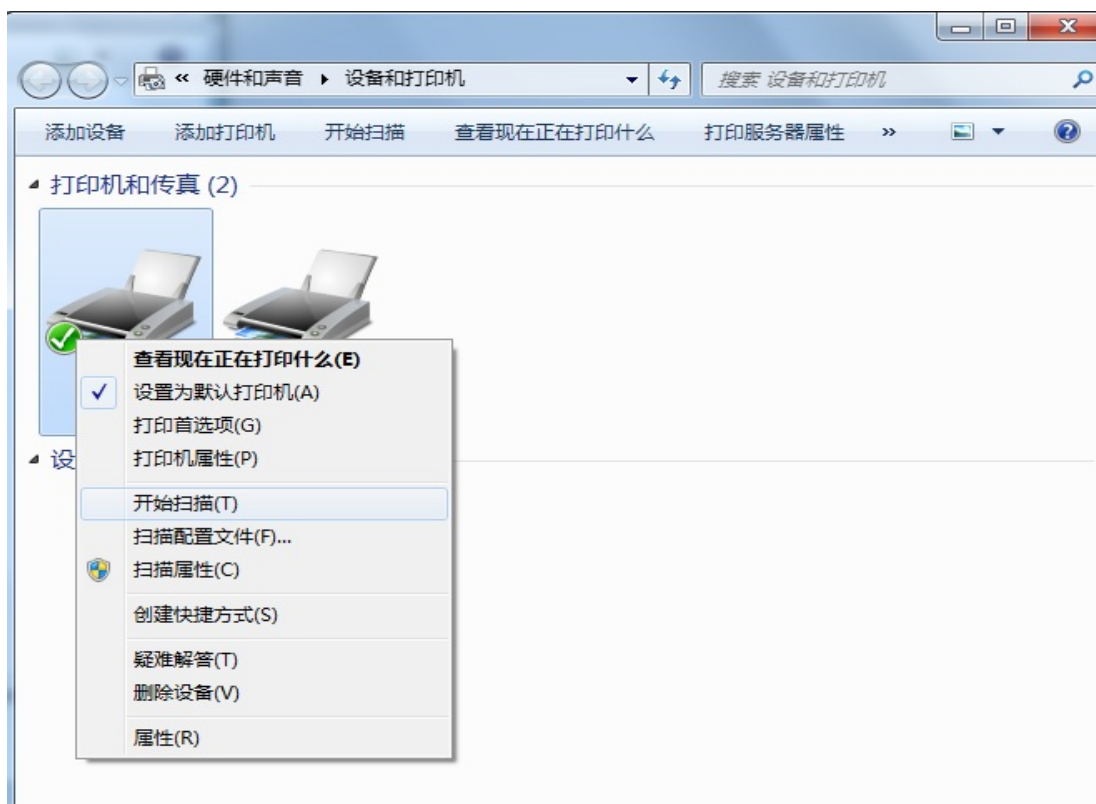 « 硬件和声音 ▸ 设备和打印机
搜索 设备和打印机
添加设备 添加打印机 开始扫描 查看现在正在打印什么 打印服务器属性 »
打印机和传真 (2)
查看现在正在打印什么(E)
设置为默认打印机(A)
打印首选项(G)
打印机属性(P)
设
开始扫描(T)
扫描配置文件(F)...
扫描属性(C)
创建快捷方式(S)
疑难解答(T)
删除设备(V)
属性(R)